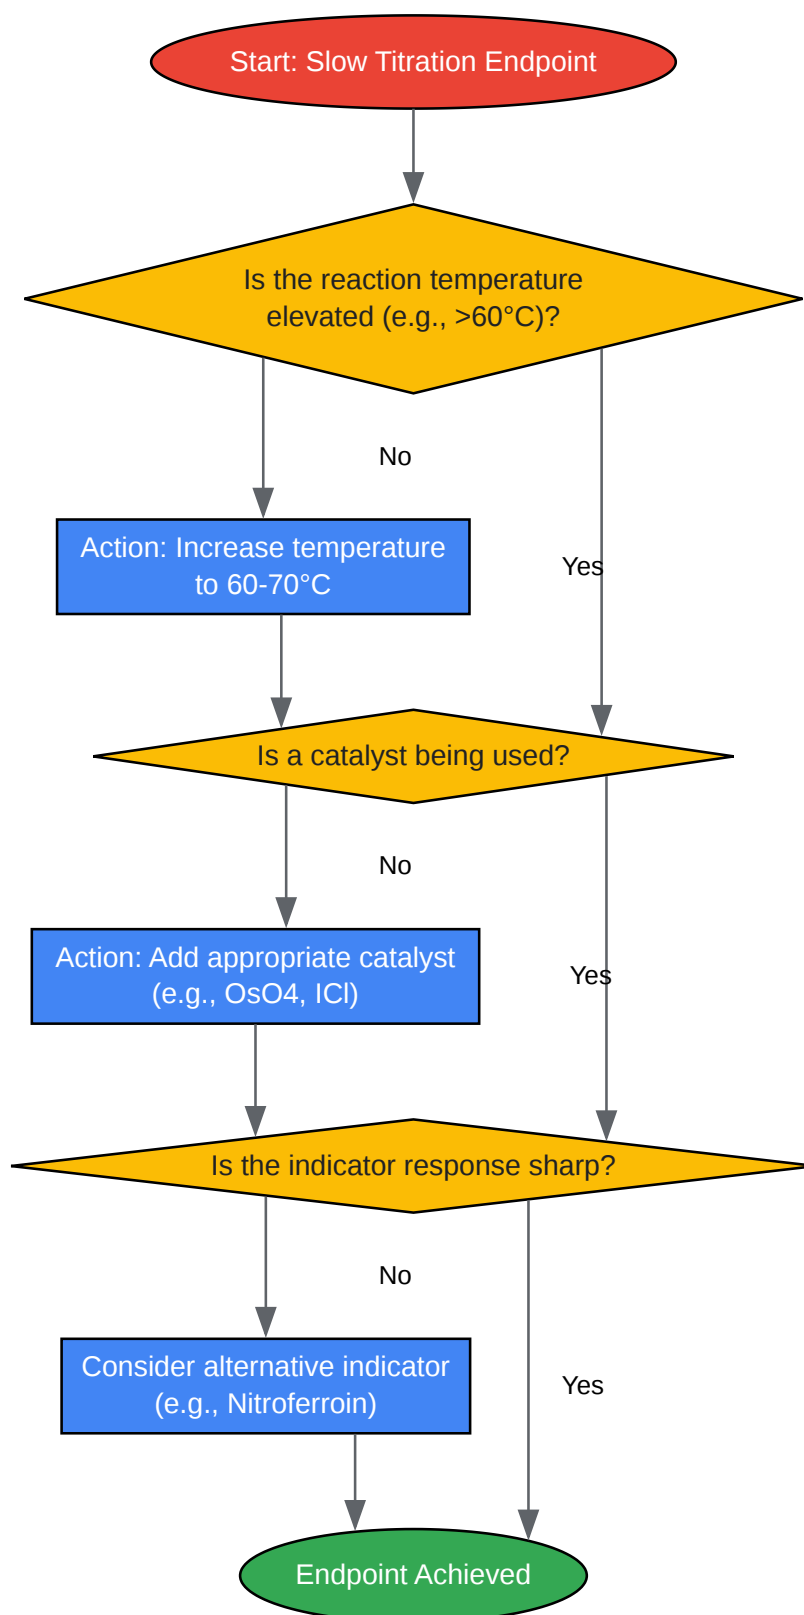 Start: Slow Titration Endpoint
Is the reaction temperature
elevated (e.g., >60°C)?
No
Action: Increase temperature
to 60-70°C
Yes
Is a catalyst being used?
No
Action: Add appropriate catalyst
(e.g., OsO4, ICl)
Yes
Is the indicator response sharp?
No
Consider alternative indicator
(e.g., Nitroferroin)
Yes
Endpoint Achieved